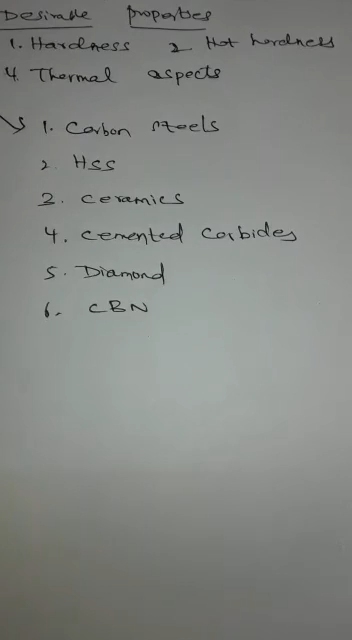 Desirable properties
1. Hardness 2. Hot hardness
4. Thermal aspects
1. Carbon steels
2. HSS
3. Ceramics
4. Cemented Carbides
5. Diamond
6. CBN